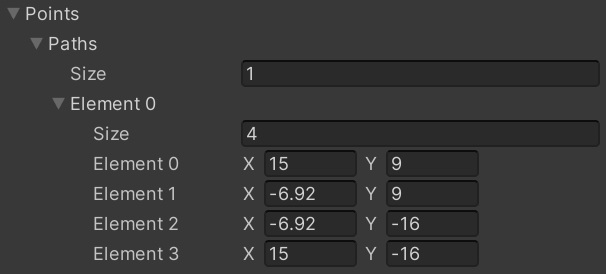 Points
Paths
Size 1
Element 0
Size 4
Element 0 X 15 Y 9
Element 1 X -6.92 Y 9
Element 2 X -6.92 Y -16
Element 3 X 15 Y -16